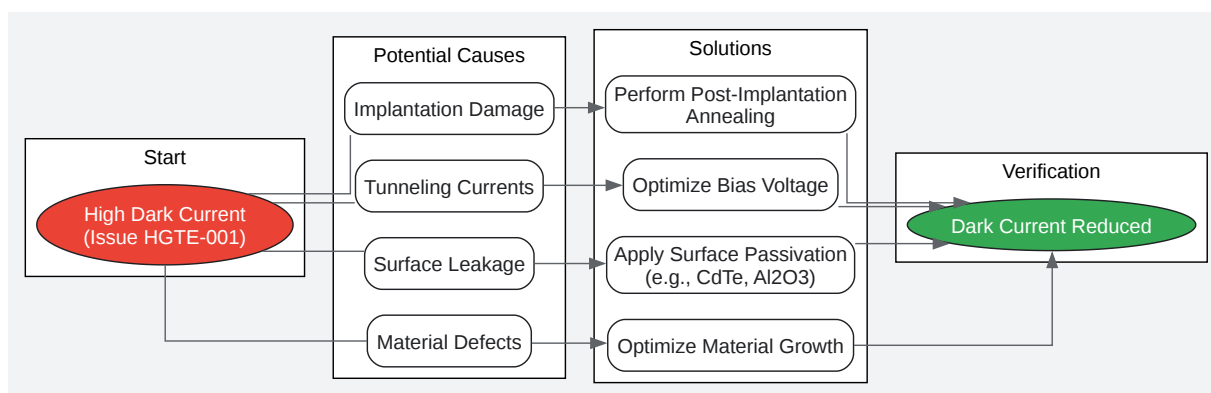 Start
High Dark Current
(Issue HGTE-001)
Potential Causes
Implantation Damage
Tunneling Currents
Surface Leakage
Material Defects
Solutions
Perform Post-Implantation
Annealing
Optimize Bias Voltage
Apply Surface Passivation
(e.g., CdTe, Al2O3)
Optimize Material Growth
Verification
Dark Current Reduced